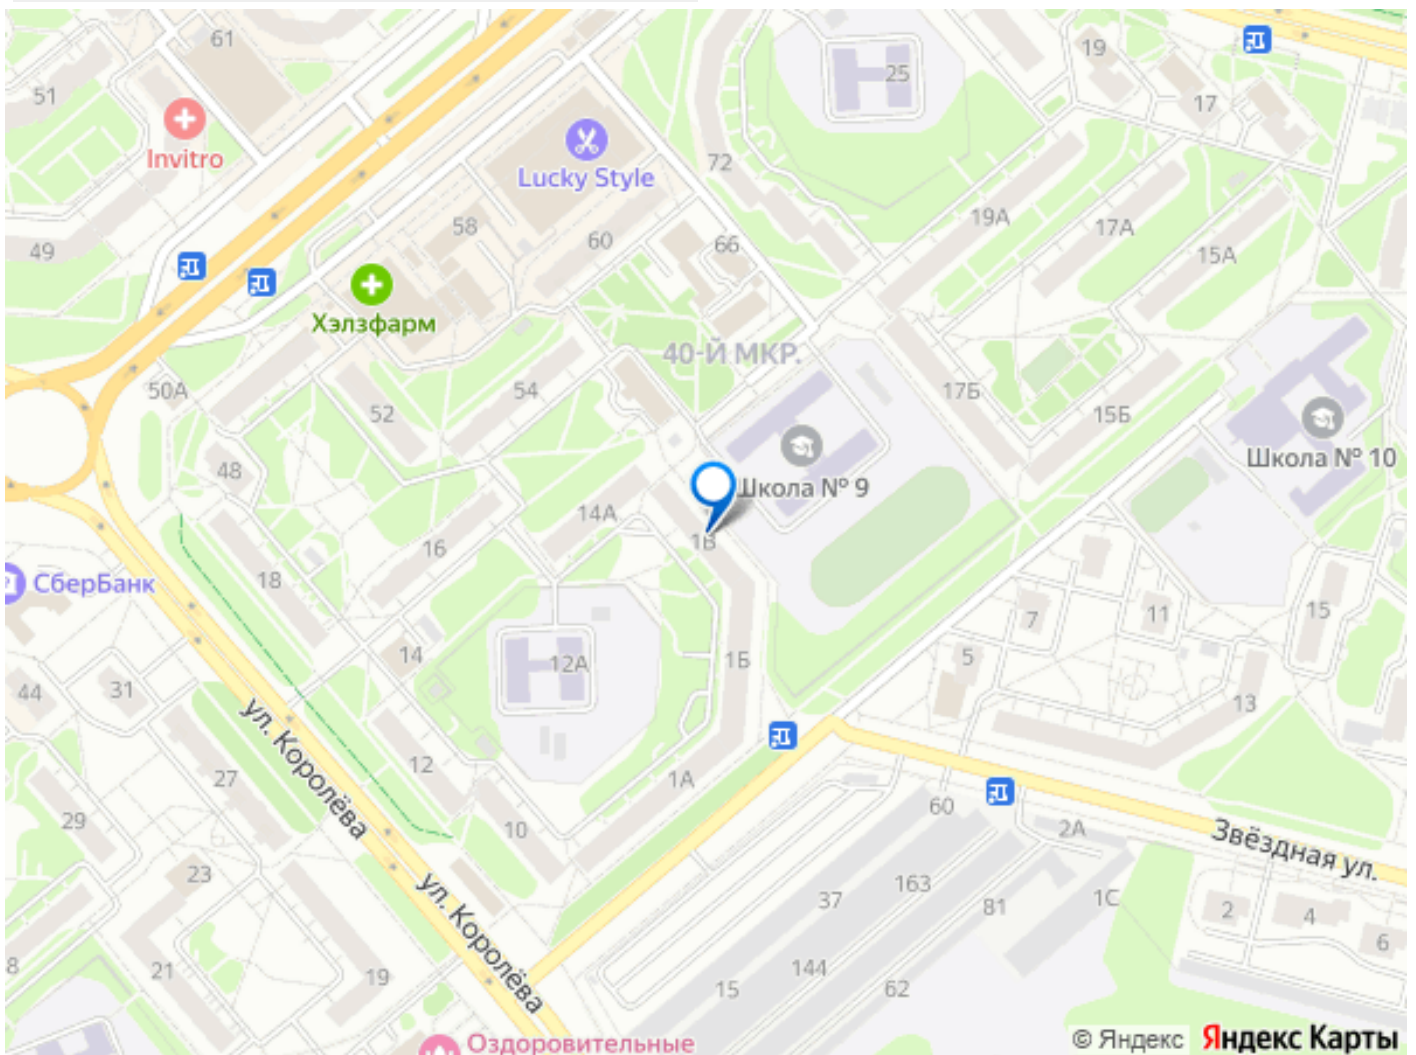 61
51
Invitro
49
Lucky Style
58
60
72
66
25
19
17
19А
17А
15А
Хэлзфарм
40-Й МКР.
50А
52
54
17Б
15Б
48
Школа № 9
Школа № 10
14А
16
1В
18
СберБанк
14
12А
1Б
7
11
15
5
13
44
31
ул. Королёва
27
12
1А
10
29
60
2А
Звёздная ул.
23
ул. Королёва
37
163
81
1С
2
4
6
8
21
19
15
144
62
Оздоровительные
© Яндекс Яндекс Карты